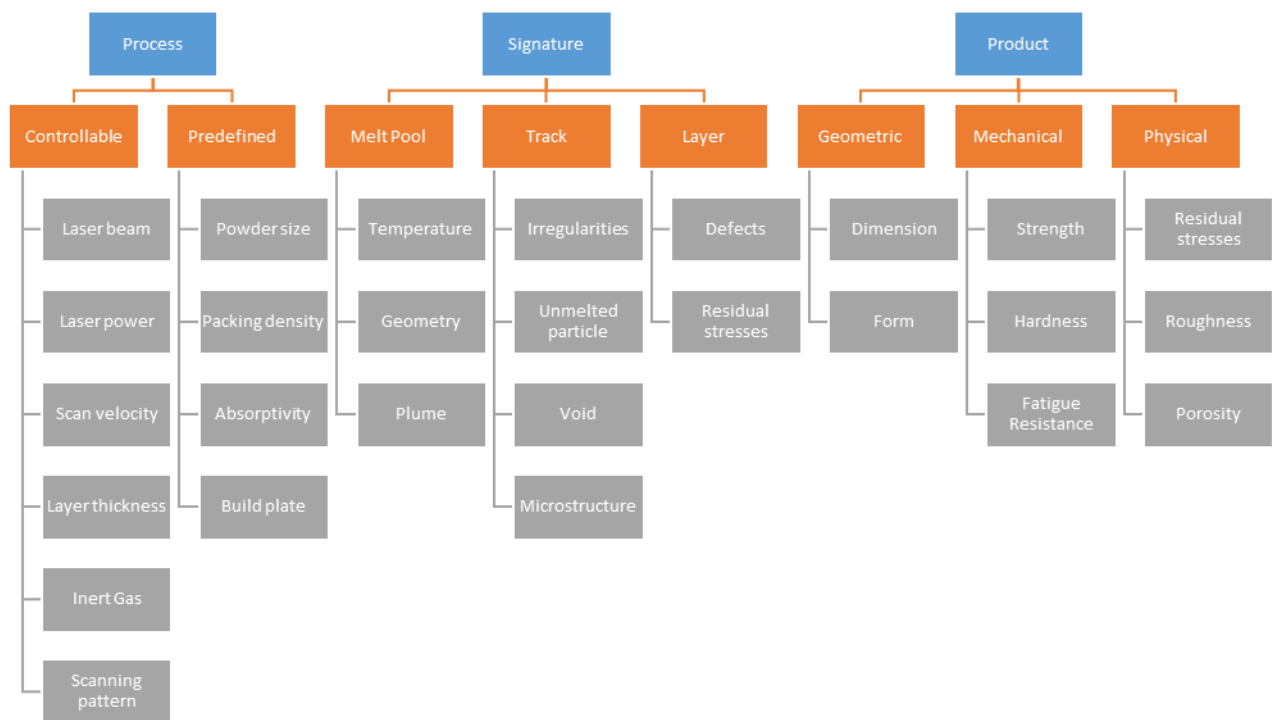 Process
Signature
Product
Controllable
Predefined
Melt Pool
Track
Layer
Geometric
Mechanical
Physical
Laser beam
Powder size
Temperature
Irregularities
Defects
Dimension
Strength
Residual
stresses
Laser power
Packing density
Geometry
Unmelted
particle
Residual
stresses
Form
Hardness
Roughness
Scan velocity
Absorptivity
Plume
Void
Fatigue
Resistance
Porosity
Layer thickness
Build plate
Microstructure
Inert Gas
Scanning
pattern